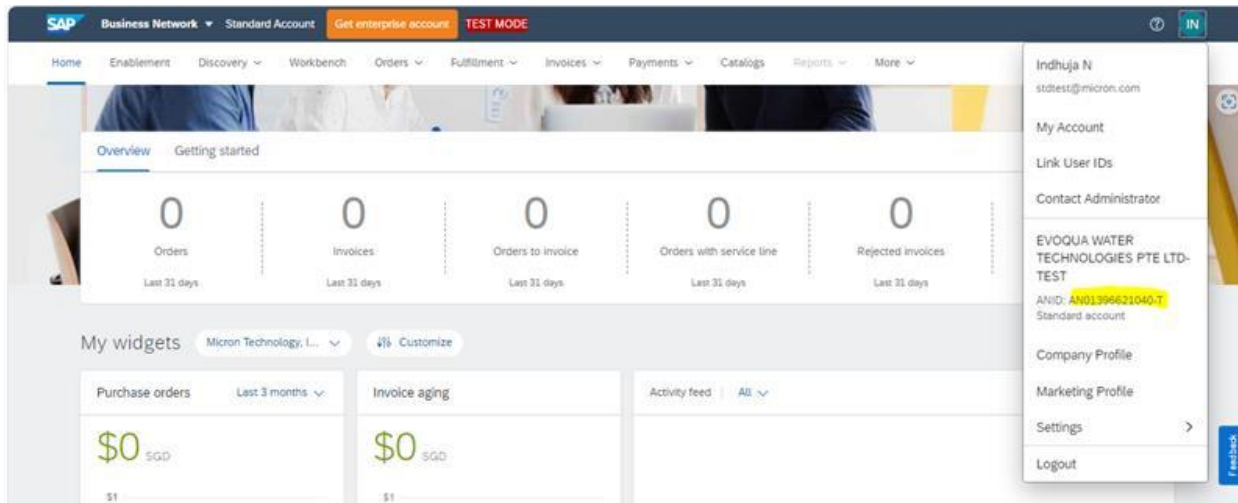 SAP Business Network Standard Account Get enterprise account TEST MODE IN
Home Enablement Discovery Workbench Orders Fulfillment Invoices Payments Catalogs Reports More
Overview Getting started
0 0 0 0 0
Orders Invoices Orders to invoice Orders with service line Rejected invoices
Last 31 days Last 31 days Last 31 days Last 31 days Last 31 days
My widgets Micron Technology, I... Customize
Purchase orders Last 3 months Invoice aging Activity feed All
$0 SGD $0 SGD
$1 $1
Indhuja N
stdtest@micron.com
My Account
Link User IDs
Contact Administrator
EVOQUA WATER
TECHNOLOGIES PTE LTD-
TEST
ANID: AN01396621040-T
Standard account
Company Profile
Marketing Profile
Settings
Logout
Feedback